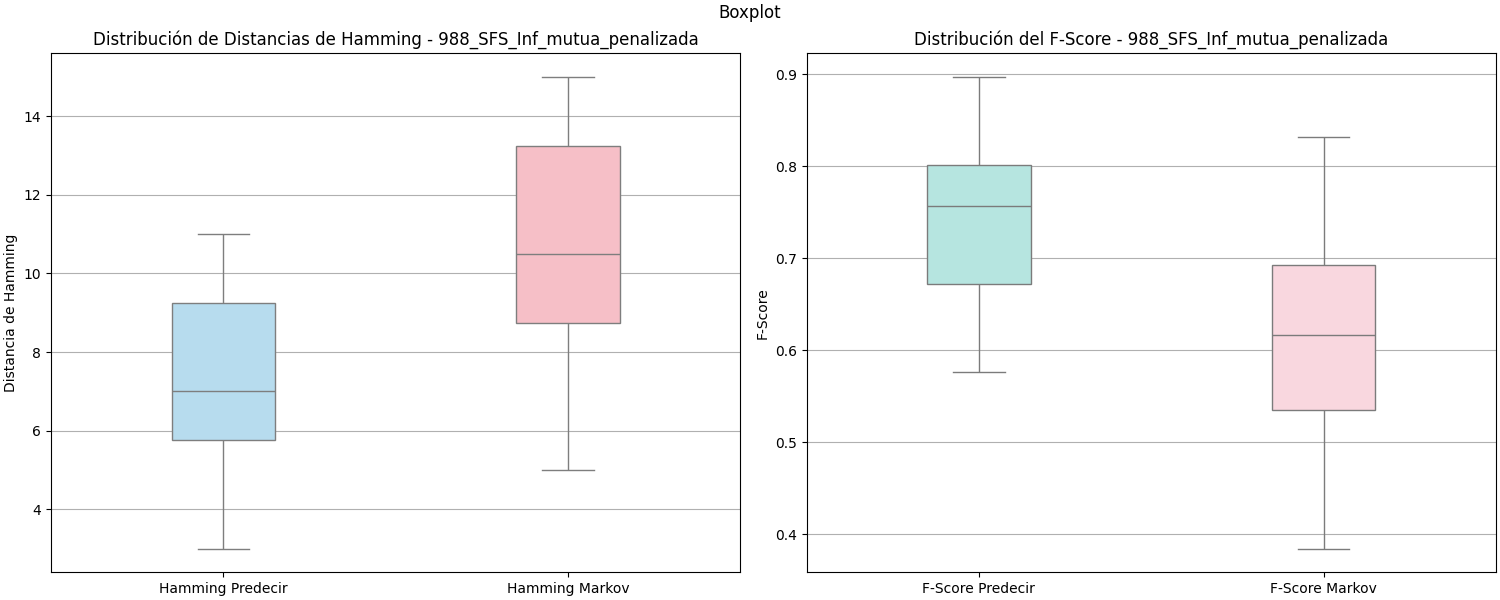 Boxplot
Distribución de Distancias de Hamming - 988_SFS_Inf_mutua_penalizada
Distancia de Hamming
14
12
10
8
6
4
Hamming Predecir
Hamming Markov
Distribución del F-Score - 988_SFS_Inf_mutua_penalizada
F-Score
0.9
0.8
0.7
0.6
0.5
0.4
F-Score Predecir
F-Score Markov